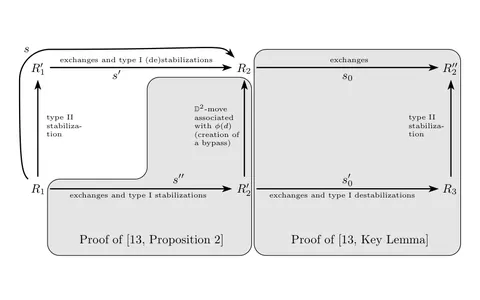 s
exchanges and type I (de)stabilizations
exchanges
R′₁ s′ R₂ s₀ R″₂
type II
stabiliza-
tion
𝔻²-move
associated
with ϕ(d)
(creation of
a bypass)
type II
stabiliza-
tion
s″ s′₀
R₁ R′₂ R₃
exchanges and type I stabilizations
exchanges and type I destabilizations
Proof of [13, Proposition 2]
Proof of [13, Key Lemma]